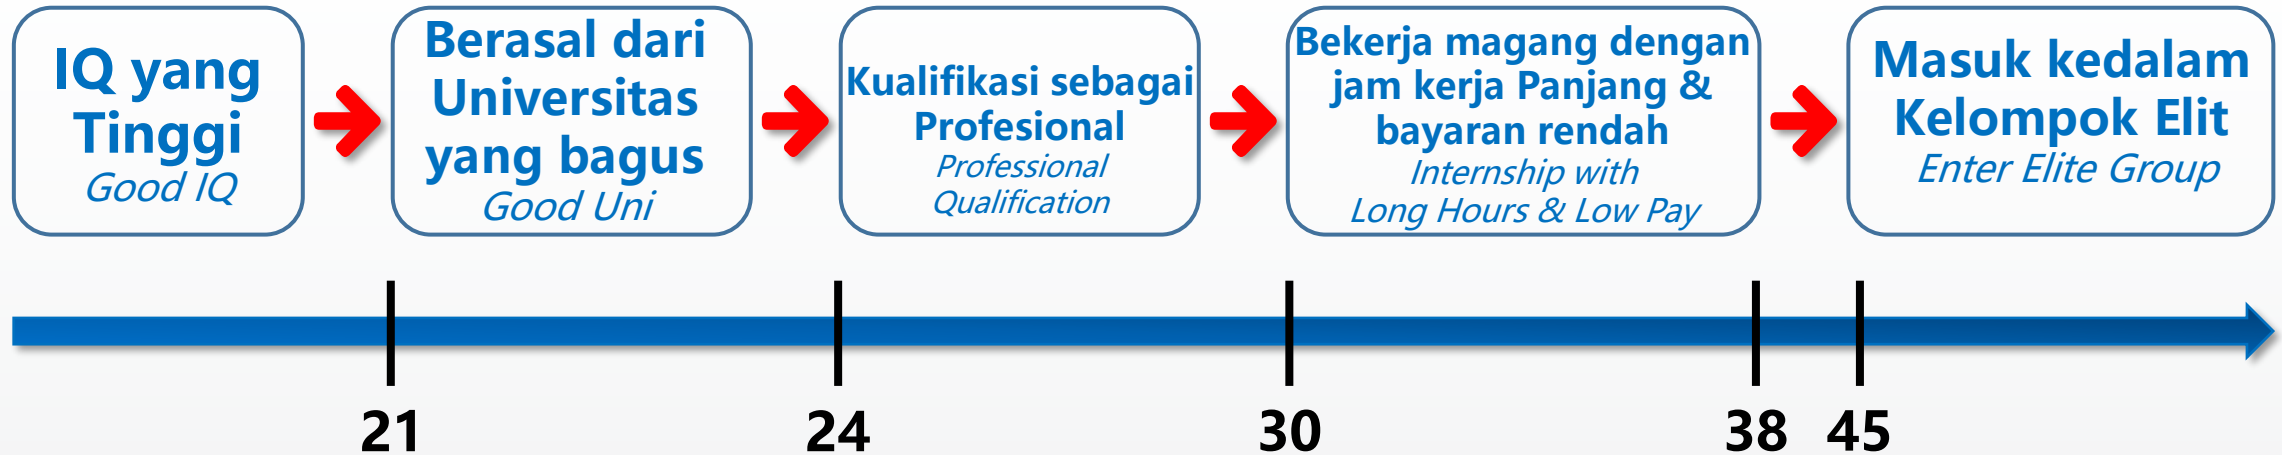 IQ yang
Tinggi
Good IQ
Berasal dari
Universitas
yang bagus
Good Uni
Kualifikasi sebagai
Profesional
Professional
Qualification
Bekerja magang dengan
jam kerja Panjang &
bayaran rendah
Internship with
Long Hours & Low Pay
Masuk kedalam
Kelompok Elit
Enter Elite Group
21
24
30
38
45